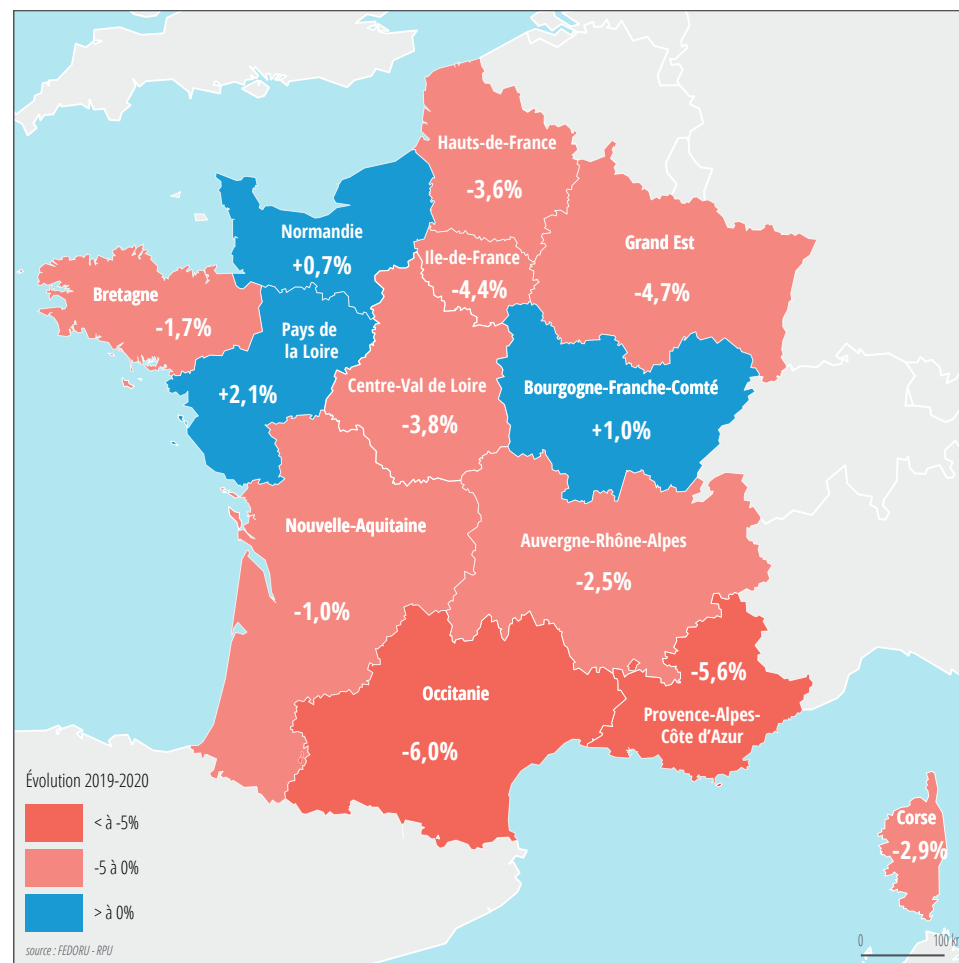 Hauts-de-France
-3,6%
Normandie
+0,7%
Ile-de-France
-4,4%
Grand Est
-4,7%
Bretagne
-1,7%
Pays de
la Loire
+2,1%
Centre-Val de Loire
-3,8%
Bourgogne-Franche-Comté
+1,0%
Nouvelle-Aquitaine
-1,0%
Auvergne-Rhône-Alpes
-2,5%
-5,6%
Provence-Alpes-
Côte d'Azur
Occitanie
-6,0%
Corse
-2,9%
Évolution 2019-2020
< à -5%
-5 à 0%
> à 0%
source : FEDORU - RPU
0 100 km